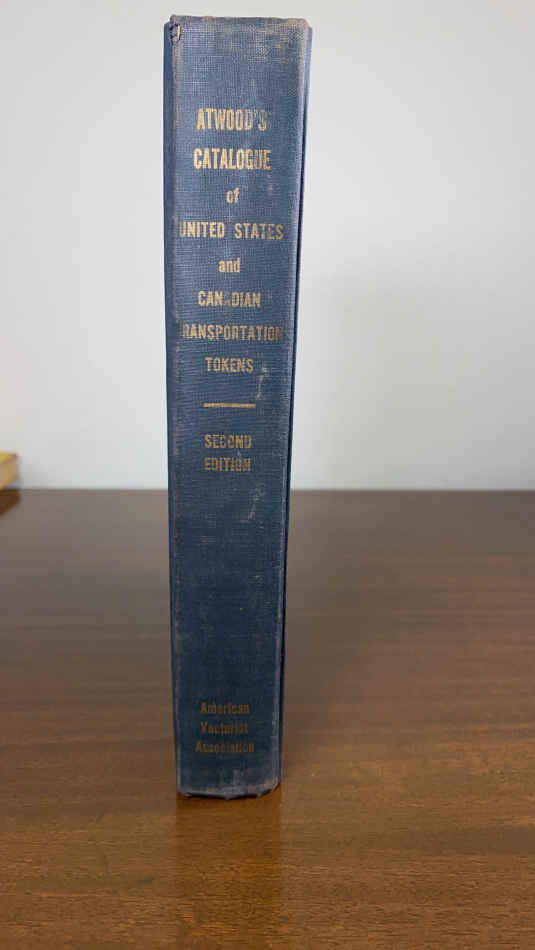 ATWOOD'S
CATALOGUE
of
UNITED STATES
and
CANADIAN
TRANSPORTATION
TOKENS
SECOND
EDITION
American
Vecturist
Association